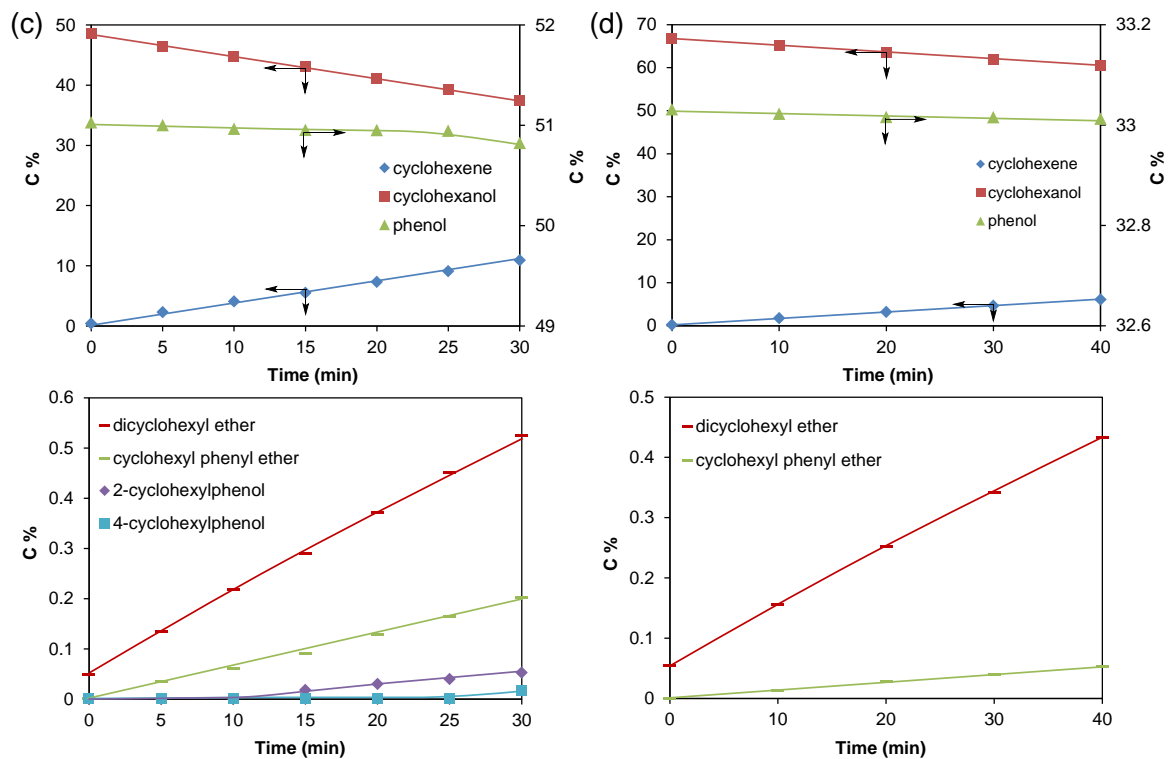 (c)
50
40
30
20
10
0
C %
52
51
50
49
C %
cyclohexene
cyclohexanol
phenol
0 5 10 15 20 25 30
Time (min)
(d)
70
60
50
40
30
20
10
0
C %
33.2
33
32.8
32.6
C %
cyclohexene
cyclohexanol
phenol
0 10 20 30 40
Time (min)
0.6
0.5
0.4
0.3
0.2
0.1
0
C %
dicyclohexyl ether
cyclohexyl phenyl ether
2-cyclohexylphenol
4-cyclohexylphenol
0 5 10 15 20 25 30
Time (min)
0.5
0.4
0.3
0.2
0.1
0
C %
dicyclohexyl ether
cyclohexyl phenyl ether
0 10 20 30 40
Time (min)